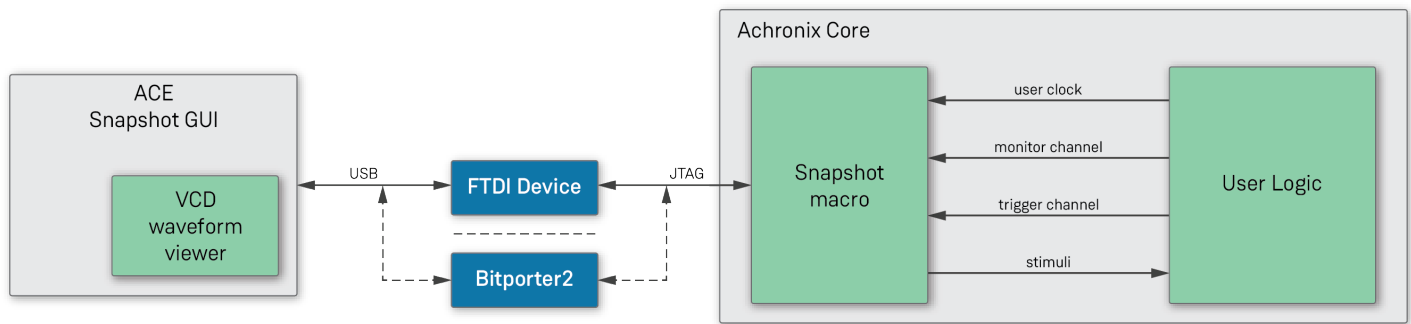 Achronix Core
ACE
Snapshot GUI
VCD
waveform
viewer
USB
FTDI Device
Bitporter2
JTAG
Snapshot
macro
user clock
monitor channel
trigger channel
stimuli
User Logic